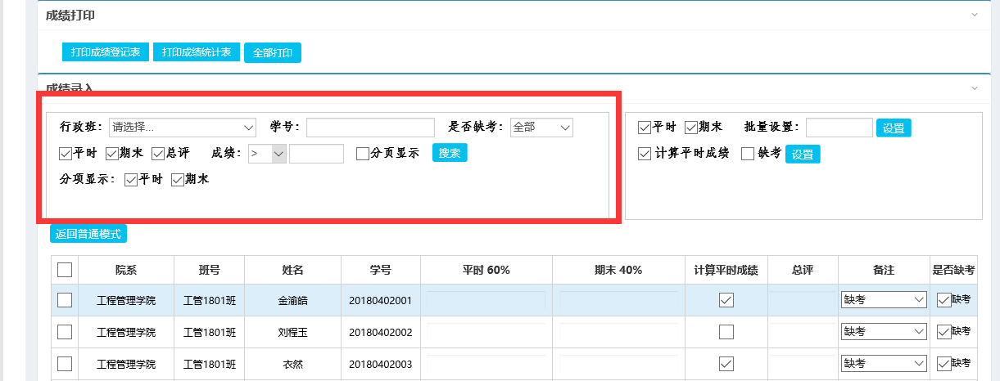 成绩打印
打印成绩登记表 打印成绩统计表 全部打印
成绩录入
行政班： 请选择... 学号： 是否缺考： 全部
平时 期末 总评 成绩： > 分页显示 搜索
分项显示： 平时 期末
平时 期末 批量设置： 设置
计算平时成绩 缺考 设置
返回普通模式
院系 班号 姓名 学号 平时 60% 期末 40% 计算平时成绩 总评 备注 是否缺考
工程管理学院 工管1801班 金渝皓 20180402001 缺考 缺考
工程管理学院 工管1801班 刘程玉 20180402002 缺考 缺考
工程管理学院 工管1801班 衣然 20180402003 缺考 缺考